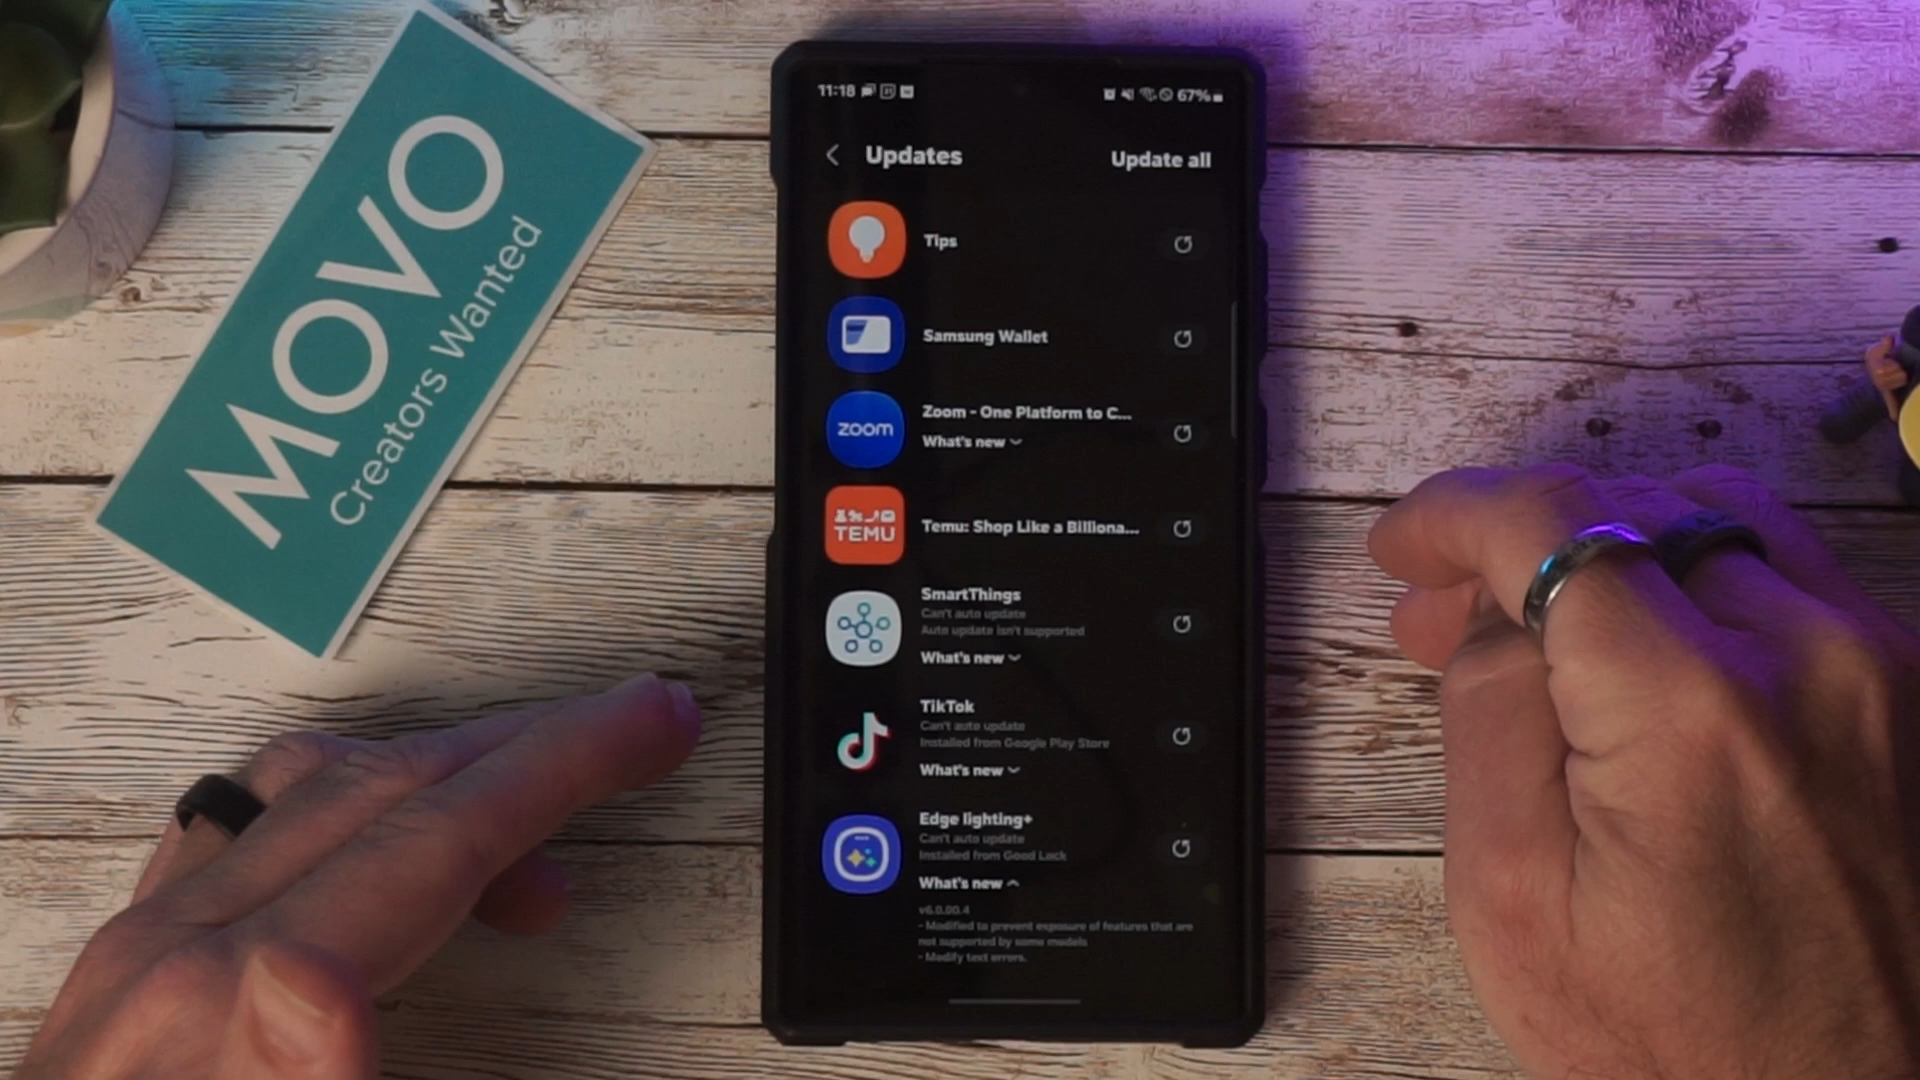 MOVO
Creators Wanted
11:18
67%
Updates
Update all
Tips
Samsung Wallet
zoom
Zoom - One Platform to C...
What's new
TEMU
Temu: Shop Like a Billiona...
SmartThings
Can't auto update
Auto update isn't supported
What's new
TikTok
Can't auto update
Installed from Google Play Store
What's new
Edge lighting+
Can't auto update
Installed from Good Lock
What's new
v6.0.00.4
- Modified to prevent exposure of features that are
not supported by some models
- Modify text errors.